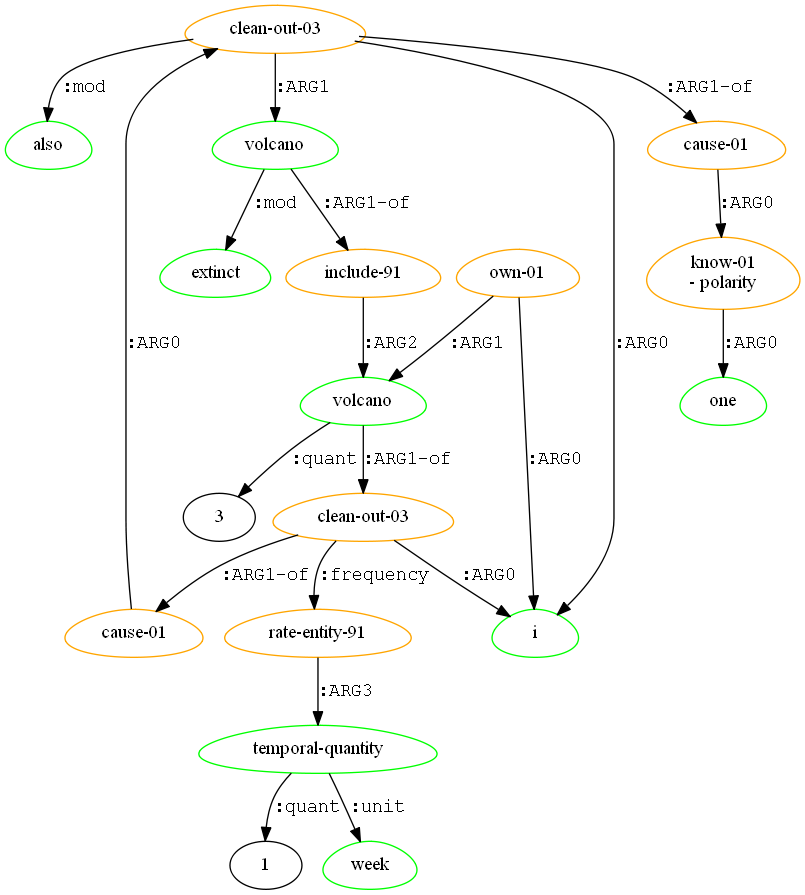 clean-out-03
:mod
:ARG1
:ARG1-of
also
volcano
cause-01
:mod
:ARG1-of
:ARG0
extinct
include-91
own-01
know-01
- polarity
:ARG0
:ARG2
:ARG1
:ARG0
:ARG0
volcano
one
:quant
:ARG1-of
:ARG0
3
clean-out-03
:ARG1-of
:frequency
:ARG0
cause-01
rate-entity-91
i
:ARG3
temporal-quantity
:quant
:unit
1
week